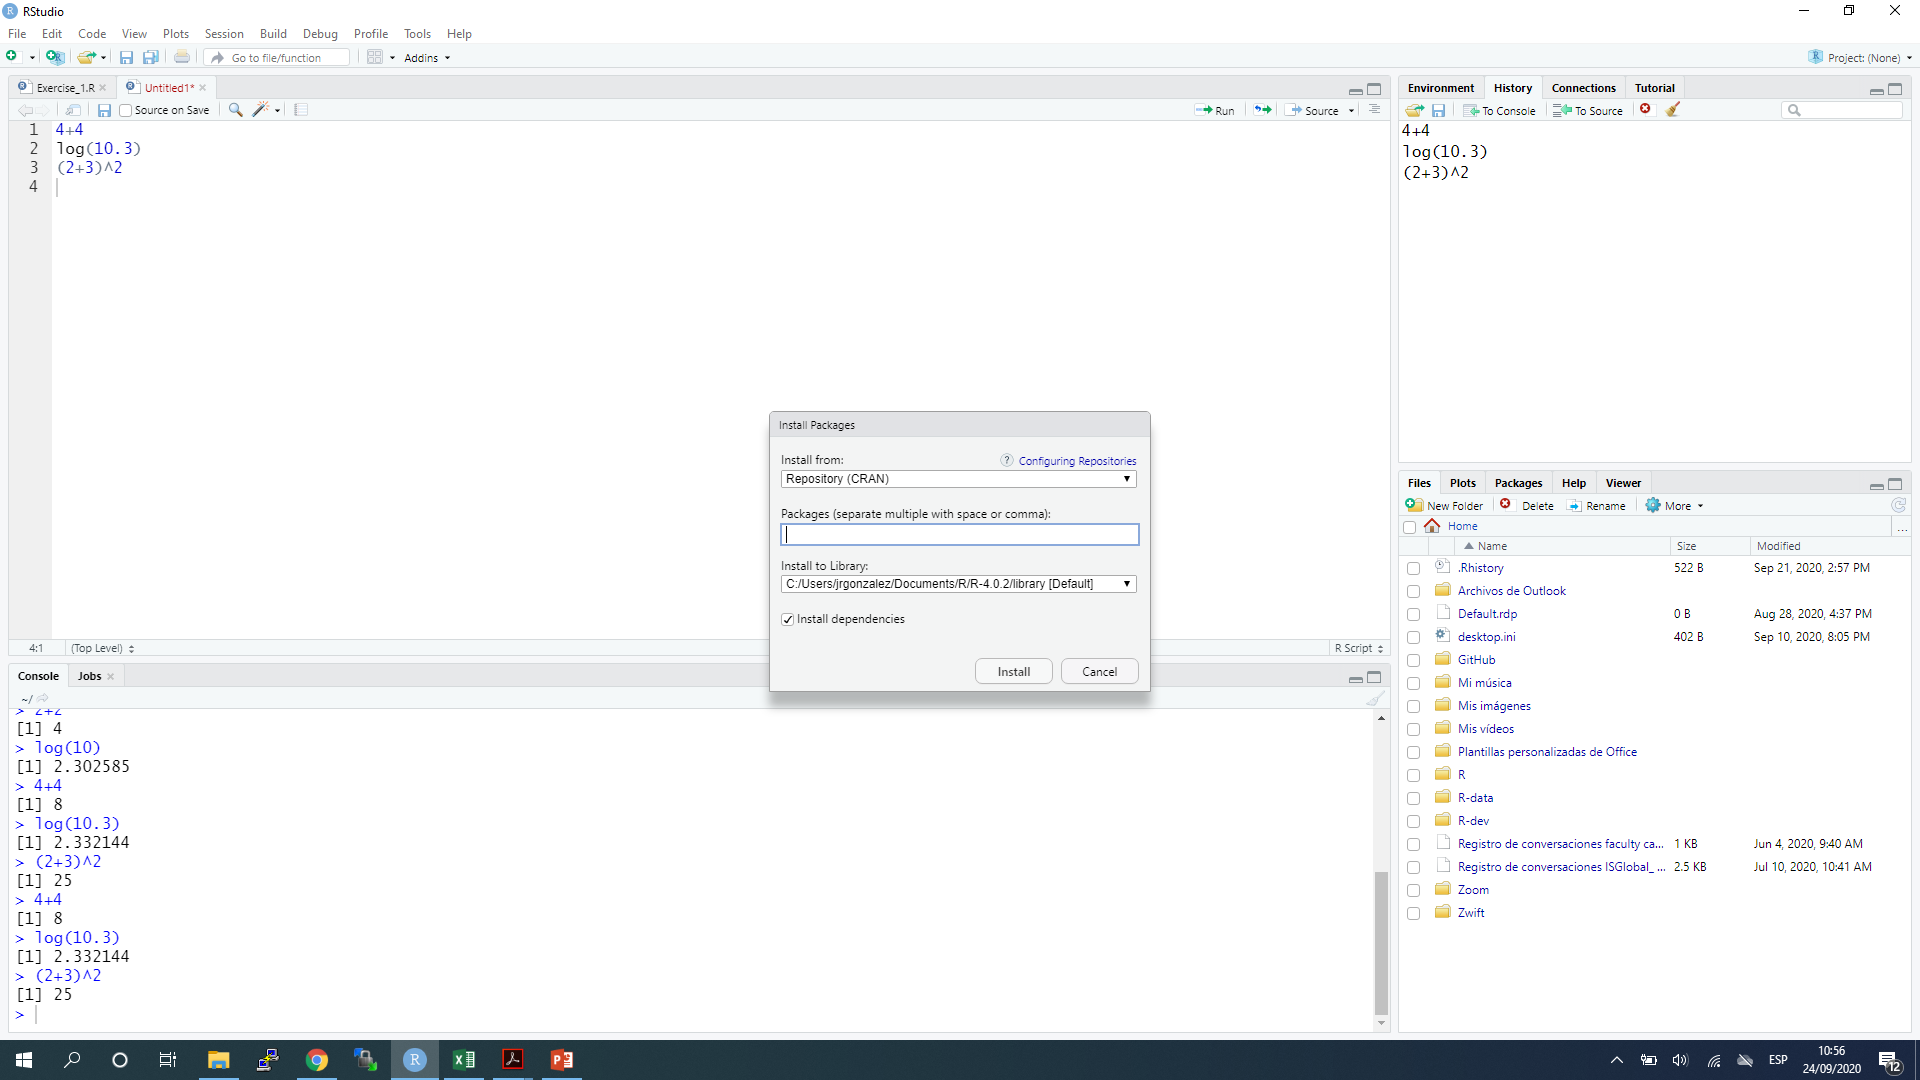 RStudio
File Edit Code View Plots Session Build Debug Profile Tools Help
Go to file/function Addins Project: (None)
Exercise_1.R Untitled1*
Source on Save Run Source
1 4+4
2 log(10.3)
3 (2+3)^2
4
4:1 (Top Level) R Script
Console Jobs
~/
> 2+2
[1] 4
> log(10)
[1] 2.302585
> 4+4
[1] 8
> log(10.3)
[1] 2.332144
> (2+3)^2
[1] 25
> 4+4
[1] 8
> log(10.3)
[1] 2.332144
> (2+3)^2
[1] 25
>
Install Packages
Install from: ? Configuring Repositories
Repository (CRAN)
Packages (separate multiple with space or comma):
Install to Library:
C:/Users/jrgonzalez/Documents/R/R-4.0.2/library [Default]
Install dependencies
Install Cancel
Environment History Connections Tutorial
To Console To Source
4+4
log(10.3)
(2+3)^2
Files Plots Packages Help Viewer
New Folder Delete Rename More
Home ...
Name Size Modified
.Rhistory 522 B Sep 21, 2020, 2:57 PM
Archivos de Outlook
Default.rdp 0 B Aug 28, 2020, 4:37 PM
desktop.ini 402 B Sep 10, 2020, 8:05 PM
GitHub
Mi música
Mis imágenes
Mis vídeos
Plantillas personalizadas de Office
R
R-data
R-dev
Registro de conversaciones faculty ca... 1 KB Jun 4, 2020, 9:40 AM
Registro de conversaciones ISGlobal_ ... 2.5 KB Jul 10, 2020, 10:41 AM
Zoom
Zwift
ESP 10:56
24/09/2020 12